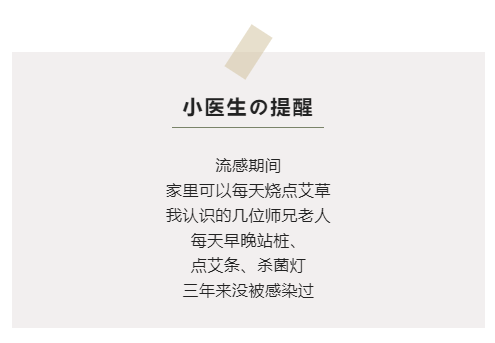 小医生の提醒
流感期间
家里可以每天烧点艾草
我认识的几位师兄老人
每天早晚站桩、
点艾条、杀菌灯
三年来没被感染过